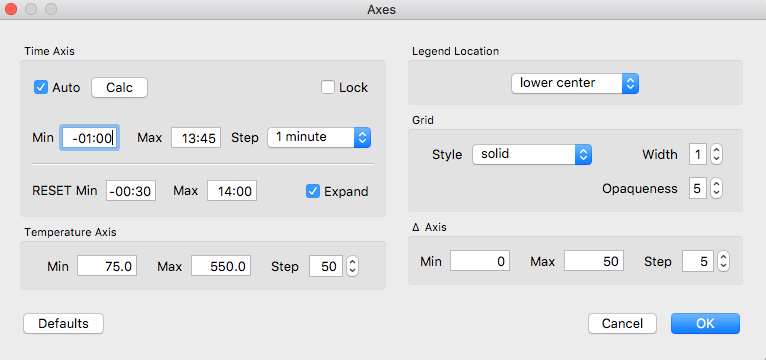 Axes
Time Axis
Auto Calc Lock
Min -01:00 Max 13:45 Step 1 minute
RESET Min -00:30 Max 14:00 Expand
Temperature Axis
Min 75.0 Max 550.0 Step 50
Legend Location
lower center
Grid
Style solid Width 1
Opaqueness 5
Δ Axis
Min 0 Max 50 Step 5
Defaults Cancel OK